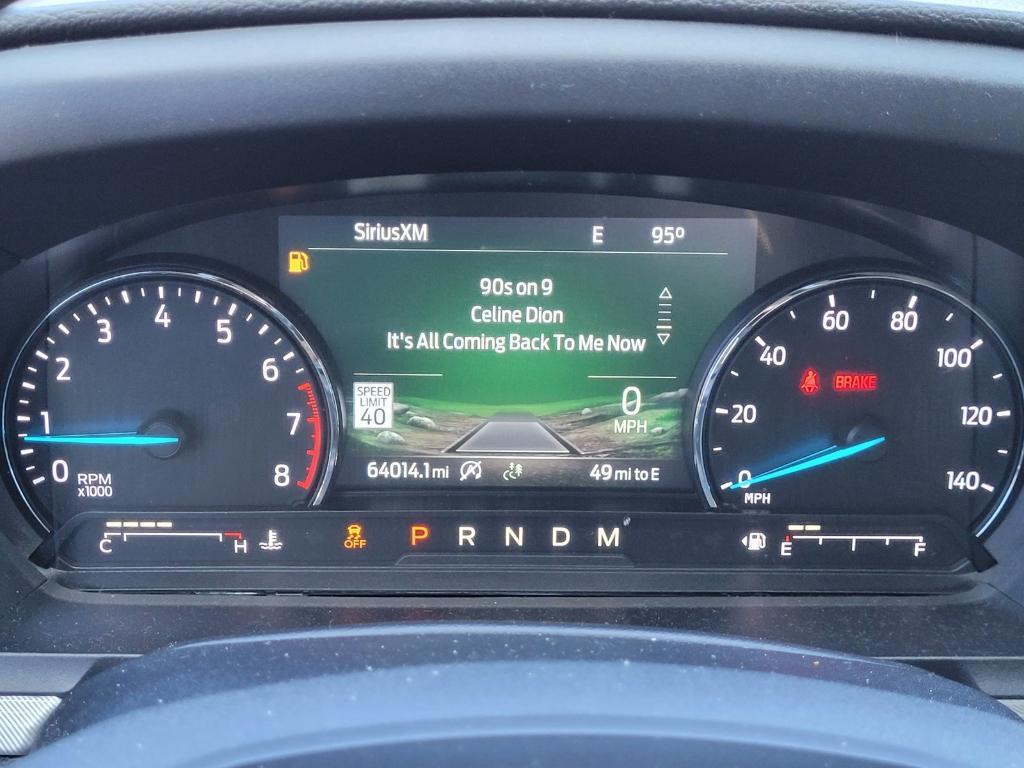 SiriusXM E 95°
90s on 9
Celine Dion
It's All Coming Back To Me Now
SPEED
LIMIT
40
0
MPH
64014.1 mi 49 mi to E
0 1 2 3 4 5 6 7 8
RPM
x1000
0 20 40 60 80 100 120 140
MPH
BRAKE
C H
OFF
P R N D M
E F